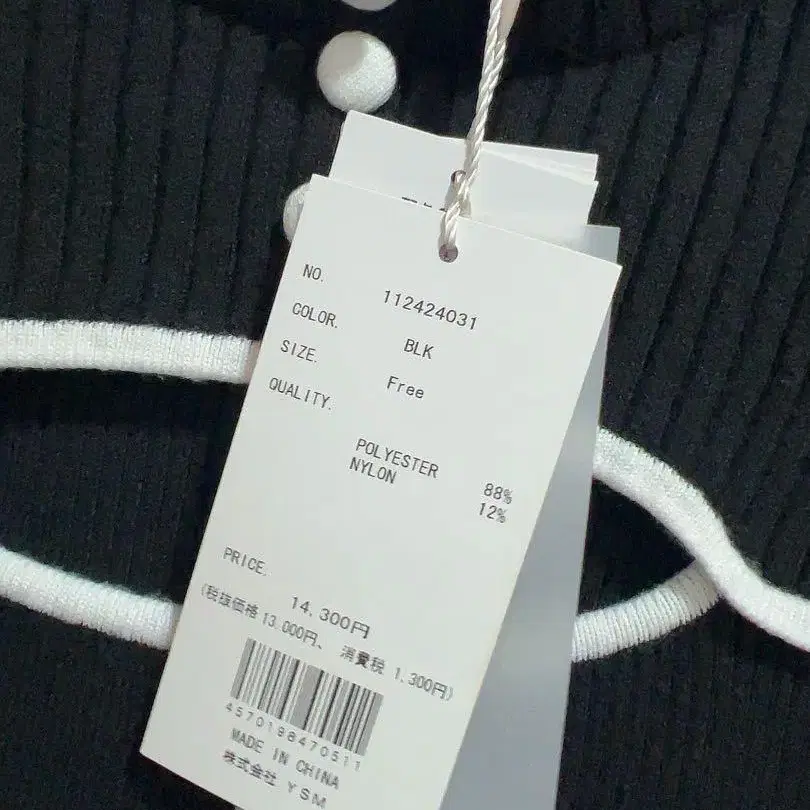 NO. 112424031
COLOR. BLK
SIZE. Free
QUALITY.
POLYESTER 88%
NYLON 12%
PRICE.
14,300円
(税抜価格 13,000円、 消費税 1,300円)
4570198470511
MADE IN CHINA
株式会社 YSM